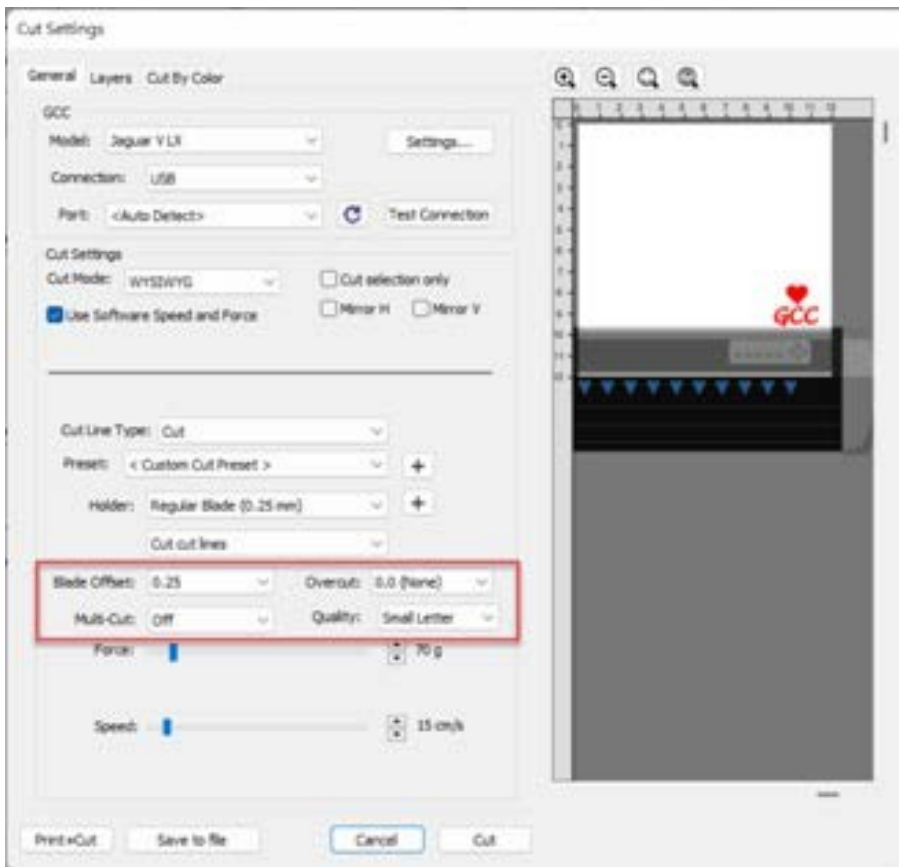 Cut Settings
General Layers Cut By Color
GCC
Model: Jaguar V LX Settings....
Connection: USB
Port: <Auto Detect> Test Connection
Cut Settings
Cut Mode: WYSIWYG Cut selection only
Use Software Speed and Force Mirror H Mirror V
Cut Line Type: Cut
Preset: < Custom Cut Preset > +
Holder: Regular Blade (0.25 mm) +
Cut cut lines
Blade Offset: 0.25 Overcut: 0.0 (None)
Multi-Cut: Off Quality: Small Letter
Force: 70 g
Speed: 15 cm/s
Print+Cut Save to file Cancel Cut
GCC